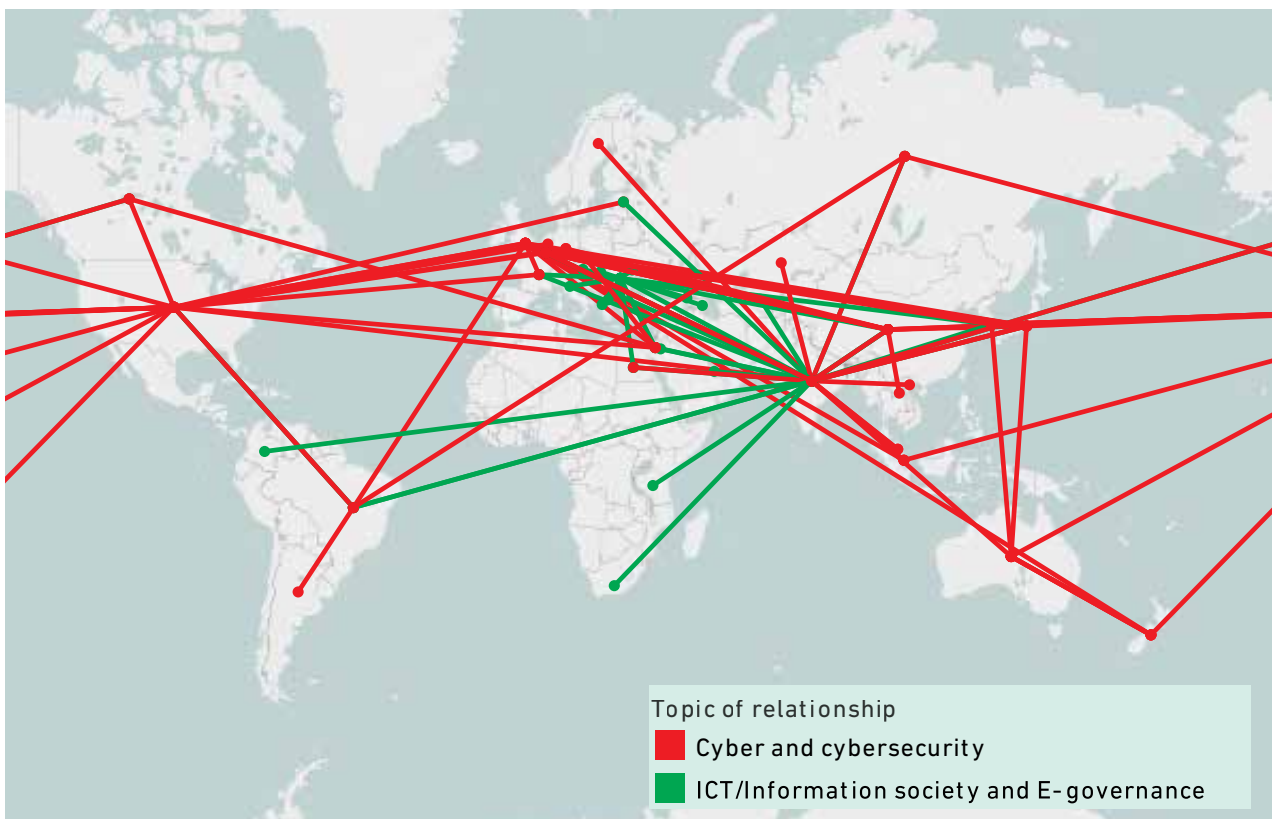 Topic of relationship
Cyber and cybersecurity
ICT/Information society and E-governance